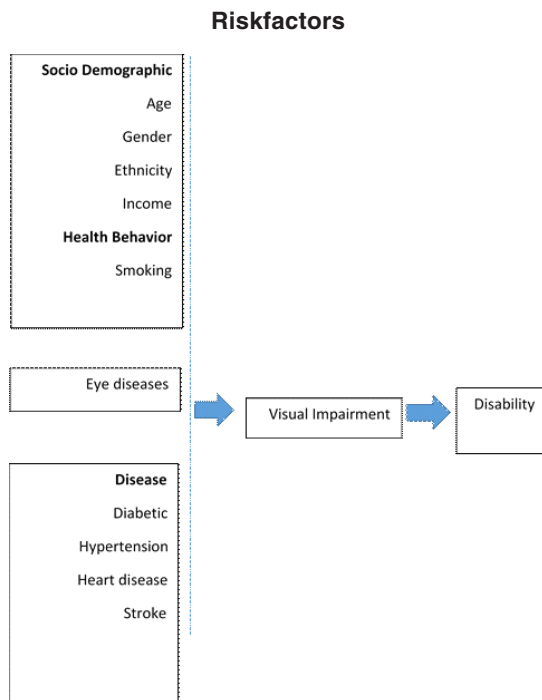 Riskfactors
Socio Demographic
Age
Gender
Ethnicity
Income
Health Behavior
Smoking
Eye diseases
Visual Impairment
Disability
Disease
Diabetic
Hypertension
Heart disease
Stroke